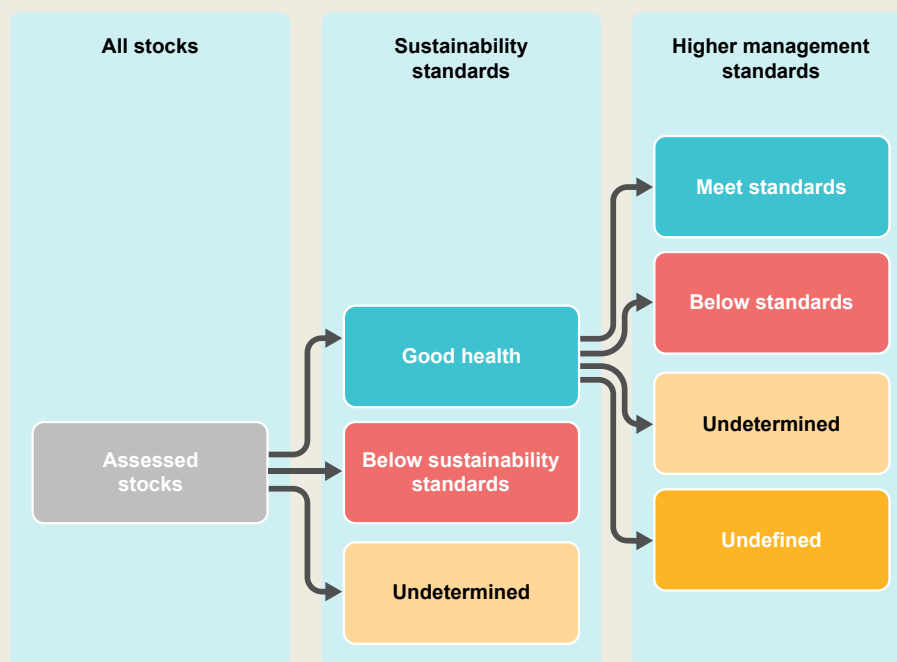 All stocks
Sustainability
standards
Higher management
standards
Assessed
stocks
Good health
Below sustainability
standards
Undetermined
Meet standards
Below standards
Undetermined
Undefined